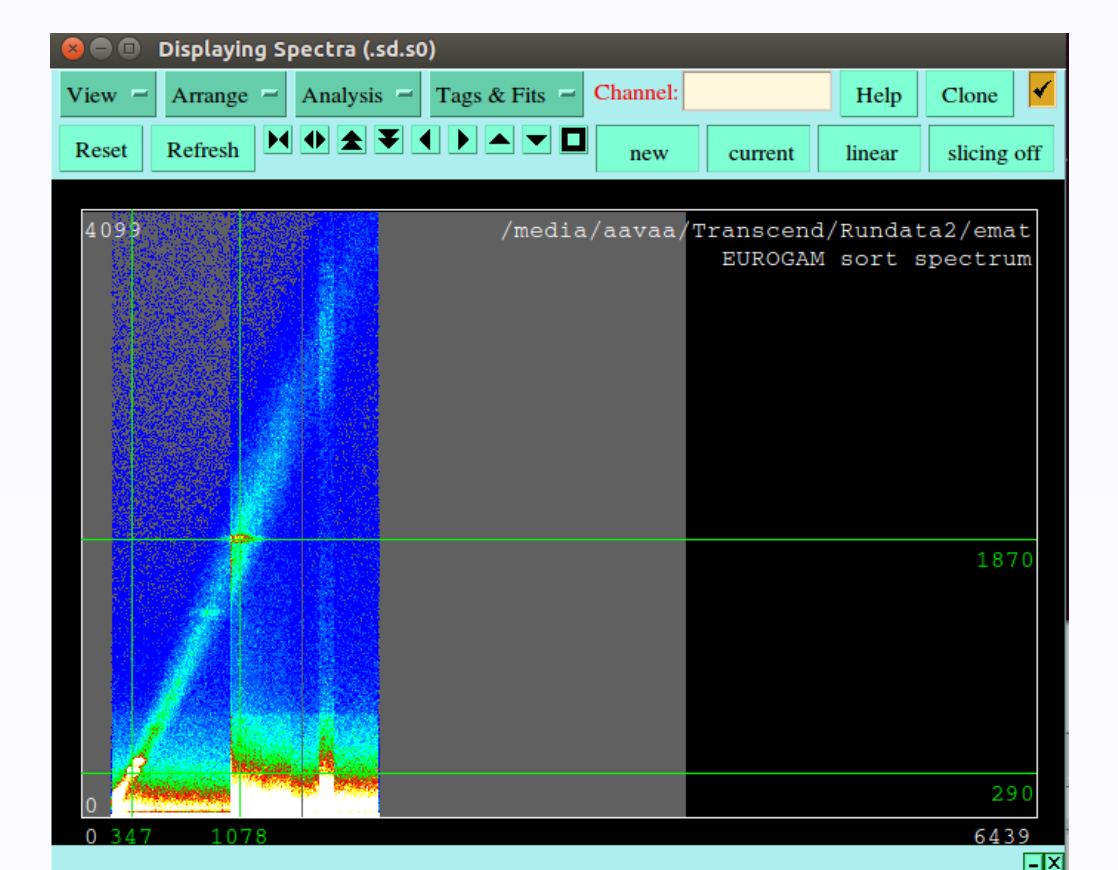 Displaying Spectra (.sd.s0)
View Arrange Analysis Tags & Fits Channel: Help Clone
Reset Refresh new current linear slicing off
4099 /media/aavaa/Transcend/Rundata2/emat
EUROGAM sort spectrum
1870
290
0
0 347 1078 6439